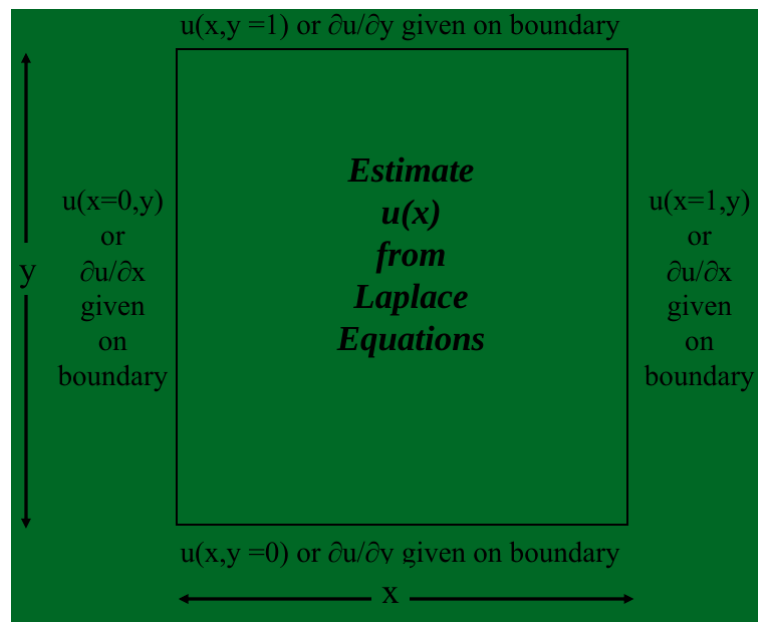 u(x,y =1) or ∂u/∂y given on boundary
Estimate
u(x)
from
Laplace
Equations
u(x=0,y)
or
∂u/∂x
given
on
boundary
y
u(x=1,y)
or
∂u/∂x
given
on
boundary
u(x,y =0) or ∂u/∂y given on boundary
x